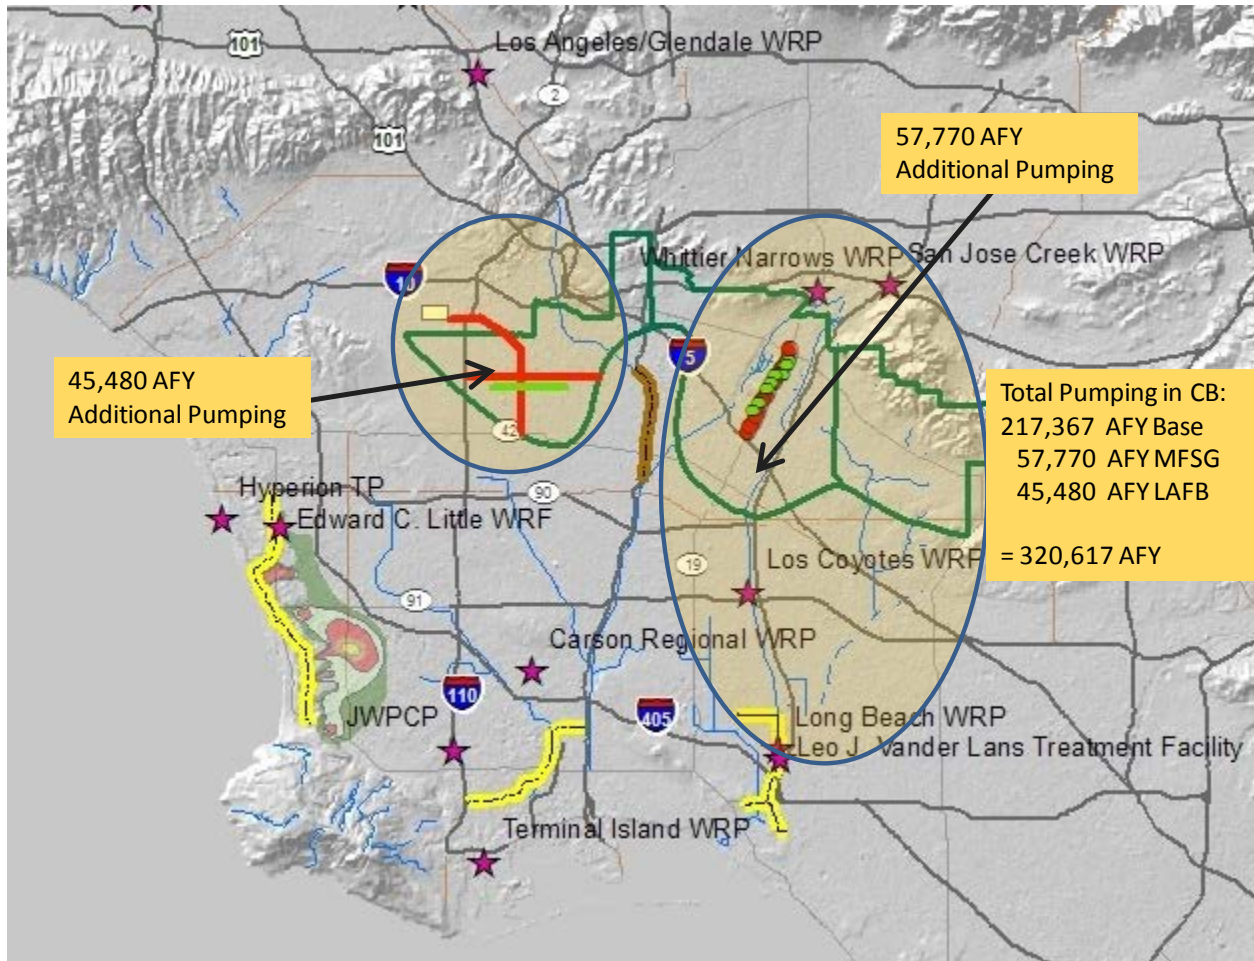 101
Los Angeles/Glendale WRP
2
101
57,770 AFY
Additional Pumping
Whittier Narrows WRP
San Jose Creek WRP
10
5
45,480 AFY
Additional Pumping
Total Pumping in CB:
217,367 AFY Base
57,770 AFY MFSG
45,480 AFY LAFB
= 320,617 AFY
42
Hyperion TP
90
Edward C. Little WRF
19
Los Coyotes WRP
91
Carson Regional WRP
110
405
JWPCP
Long Beach WRP
Leo J. Vander Lans Treatment Facility
Terminal Island WRP